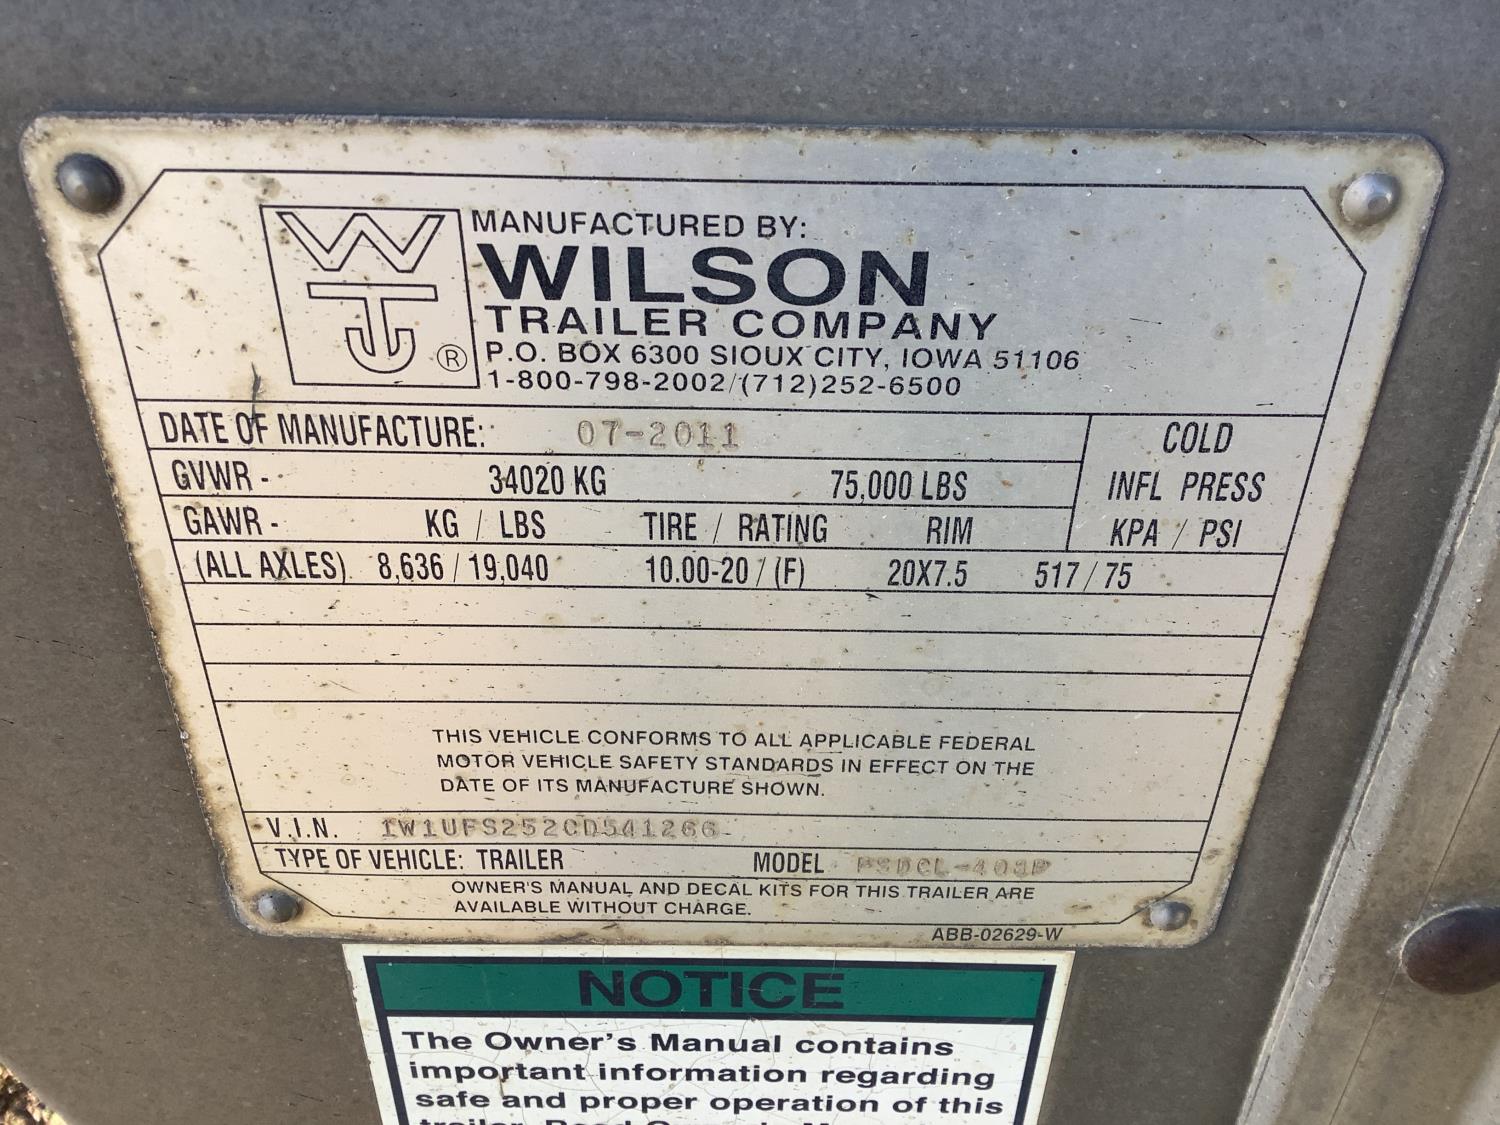 WTJ ®
MANUFACTURED BY:
WILSON
TRAILER COMPANY
P.O. BOX 6300 SIOUX CITY, IOWA 51106
1-800-798-2002/(712)252-6500
DATE OF MANUFACTURE: 07-2011
COLD
GVWR - 34020 KG 75,000 LBS
INFL PRESS
GAWR - KG / LBS TIRE / RATING RIM
KPA / PSI
(ALL AXLES) 8,636 / 19,040 10.00-20 / (F) 20X7.5 517 / 75
THIS VEHICLE CONFORMS TO ALL APPLICABLE FEDERAL
MOTOR VEHICLE SAFETY STANDARDS IN EFFECT ON THE
DATE OF ITS MANUFACTURE SHOWN.
V.I.N. 1W1UFS252CD541266
TYPE OF VEHICLE: TRAILER MODEL
OWNER'S MANUAL AND DECAL KITS FOR THIS TRAILER ARE
AVAILABLE WITHOUT CHARGE.
ABB-02629-W
NOTICE
The Owner's Manual contains
important information regarding
safe and proper operation of this